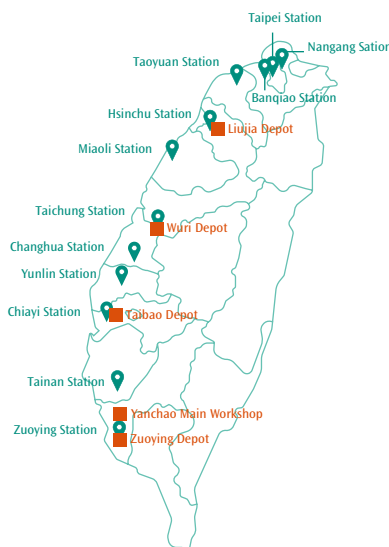 Taipei Station
Nangang Sation
Taoyuan Station
Banqiao Station
Hsinchu Station
Liujia Depot
Miaoli Station
Taichung Station
Wuri Depot
Changhua Station
Yunlin Station
Chiayi Station
Taibao Depot
Tainan Station
Yanchao Main Workshop
Zuoying Station
Zuoying Depot